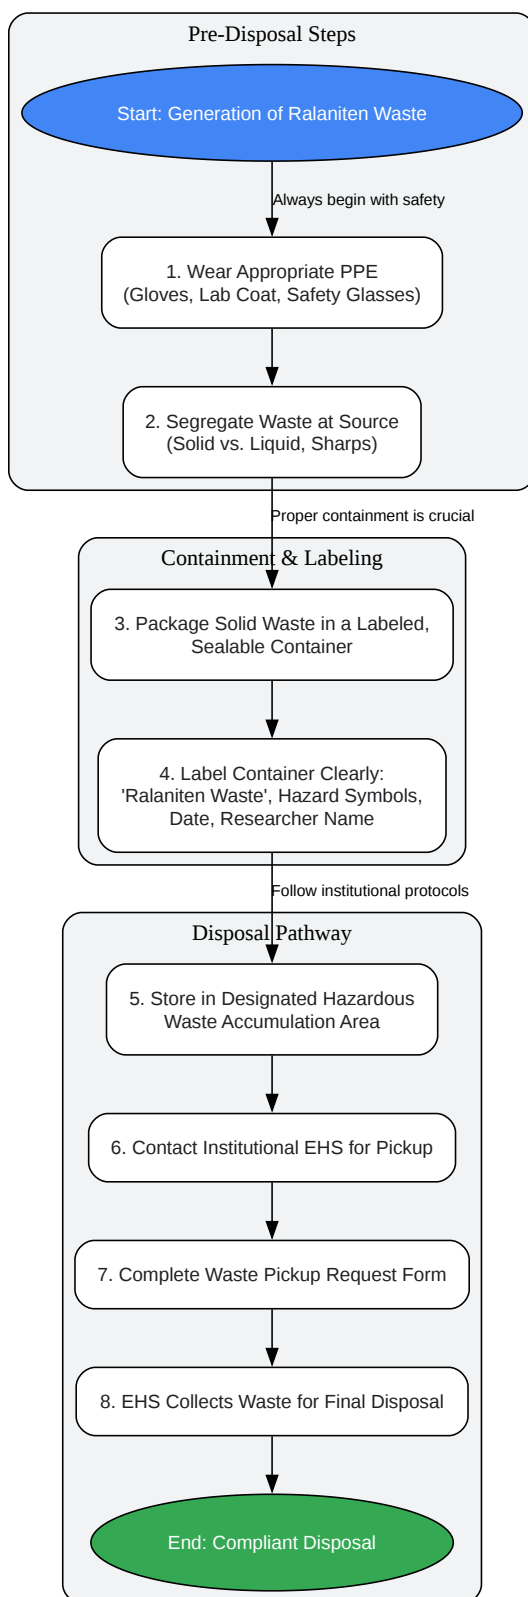 Pre-Disposal Steps
Start: Generation of Ralaniten Waste
Always begin with safety
1. Wear Appropriate PPE
(Gloves, Lab Coat, Safety Glasses)
2. Segregate Waste at Source
(Solid vs. Liquid, Sharps)
Proper containment is crucial
Containment & Labeling
3. Package Solid Waste in a Labeled,
Sealable Container
4. Label Container Clearly:
'Ralaniten Waste', Hazard Symbols,
Date, Researcher Name
Follow institutional protocols
Disposal Pathway
5. Store in Designated Hazardous
Waste Accumulation Area
6. Contact Institutional EHS for Pickup
7. Complete Waste Pickup Request Form
8. EHS Collects Waste for Final Disposal
End: Compliant Disposal